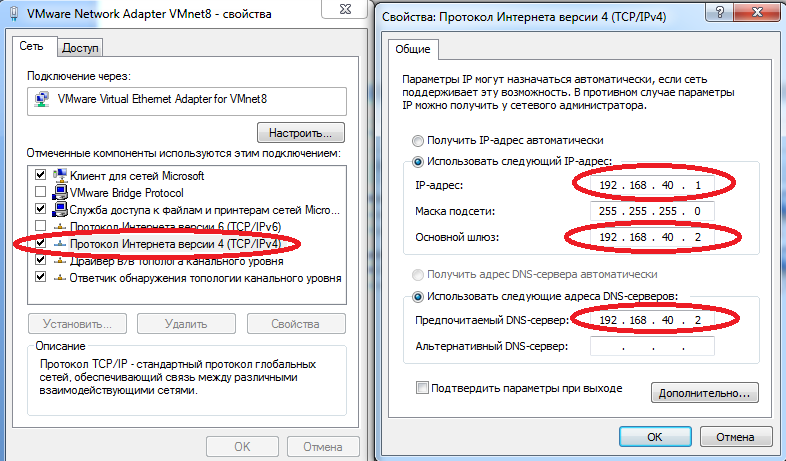 VMware Network Adapter VMnet8 - свойства
Сеть
Доступ
Подключение через:
VMware Virtual Ethernet Adapter for VMnet8
Настроить...
Отмеченные компоненты используются этим подключением:
Клиент для сетей Microsoft
VMware Bridge Protocol
Служба доступа к файлам и принтерам сетей Micro...
Протокол Интернета версии 6 (TCP/IPv6)
Протокол Интернета версии 4 (TCP/IPv4)
Драйвер в/в тополога канального уровня
Ответчик обнаружения топологии канального уровня
Установить...
Удалить
Свойства
Описание
Протокол TCP/IP - стандартный протокол глобальных
сетей, обеспечивающий связь между различными
взаимодействующими сетями.
OK
Отмена
Свойства: Протокол Интернета версии 4 (TCP/IPv4)
Общие
Параметры IP могут назначаться автоматически, если сеть
поддерживает эту возможность. В противном случае параметры
IP можно получить у сетевого администратора.
Получить IP-адрес автоматически
Использовать следующий IP-адрес:
IP-адрес: 192 . 168 . 40 . 1
Маска подсети: 255 . 255 . 255 . 0
Основной шлюз: 192 . 168 . 40 . 2
Получить адрес DNS-сервера автоматически
Использовать следующие адреса DNS-серверов:
Предпочитаемый DNS-сервер: 192 . 168 . 40 . 2
Альтернативный DNS-сервер: . . .
Подтвердить параметры при выходе
Дополнительно...
OK
Отмена